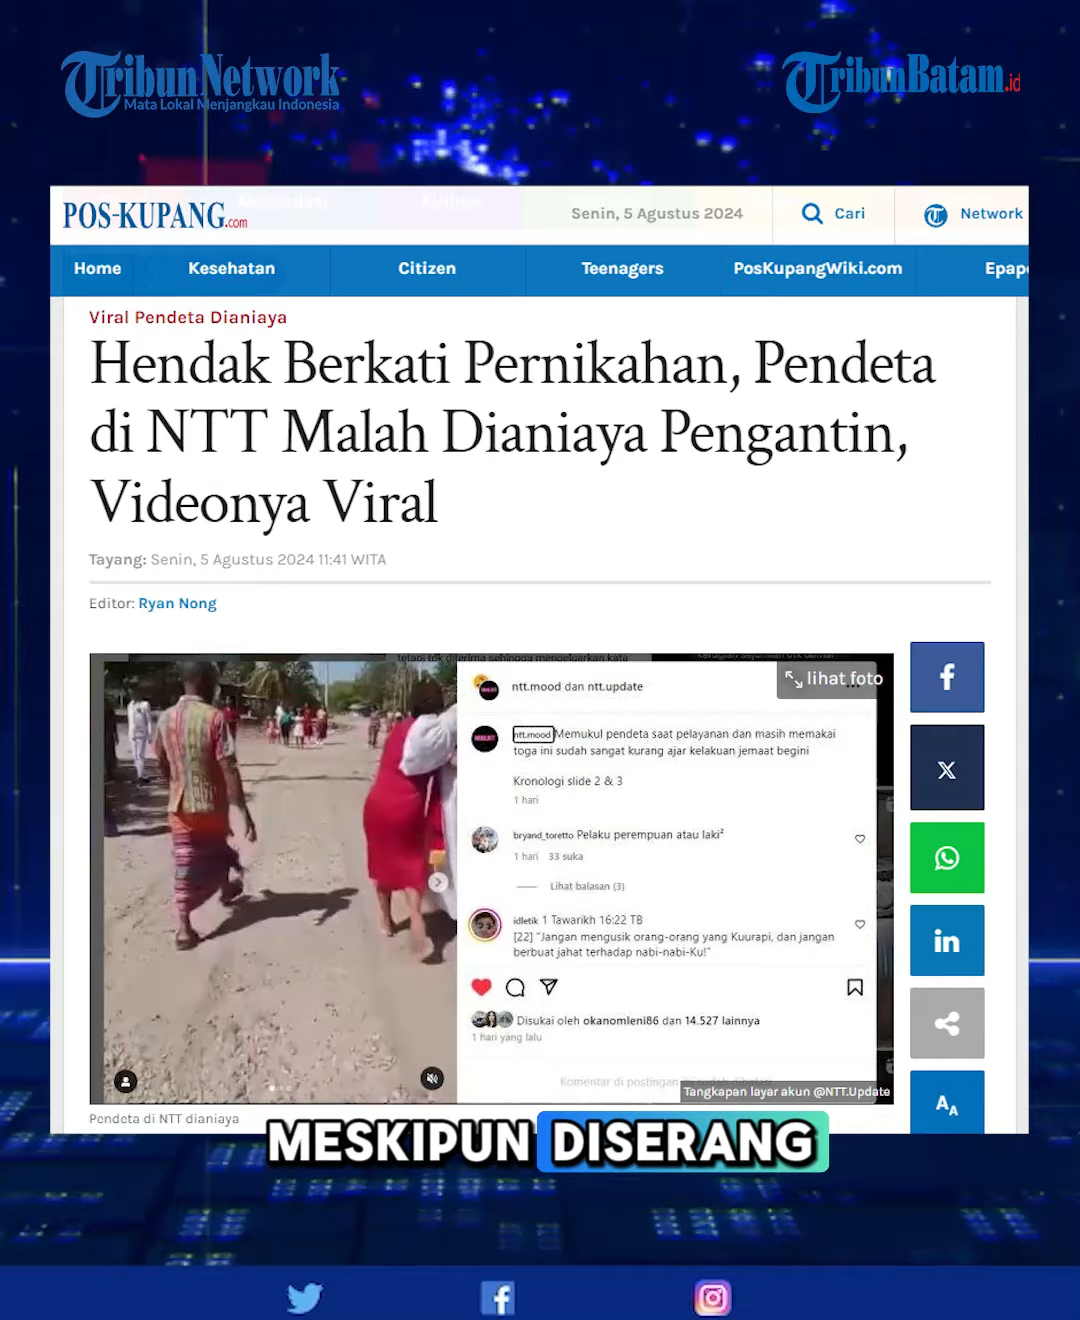 TribunNetwork
Mata Lokal Menjangkau Indonesia
TribunBatam.id
POS-KUPANG.com
Senin, 5 Agustus 2024
Cari
Network
Home
Kesehatan
Citizen
Teenagers
PosKupangWiki.com
Epape
Viral Pendeta Dianiaya
Hendak Berkati Pernikahan, Pendeta
di NTT Malah Dianiaya Pengantin,
Videonya Viral
Tayang: Senin, 5 Agustus 2024 11:41 WITA
Editor: Ryan Nong
lihat foto
ntt.mood dan ntt.update
ntt.mood Memukul pendeta saat pelayanan dan masih memakai
toga ini sudah sangat kurang ajar kelakuan jemaat begini
Kronologi slide 2 & 3
1 hari
bryand_toretto Pelaku perempuan atau laki²
1 hari 33 suka
Lihat balasan (3)
idletik 1 Tawarikh 16:22 TB
[22] "Jangan mengusik orang-orang yang Kuurapi, dan jangan
berbuat jahat terhadap nabi-nabi-Ku!"
Disukai oleh okanomleni86 dan 14.527 lainnya
1 hari yang lalu
Komentar di postingan ini sudah dibatasi
Tangkapan layar akun @NTT.Update
Pendeta di NTT dianiaya
MESKIPUN DISERANG